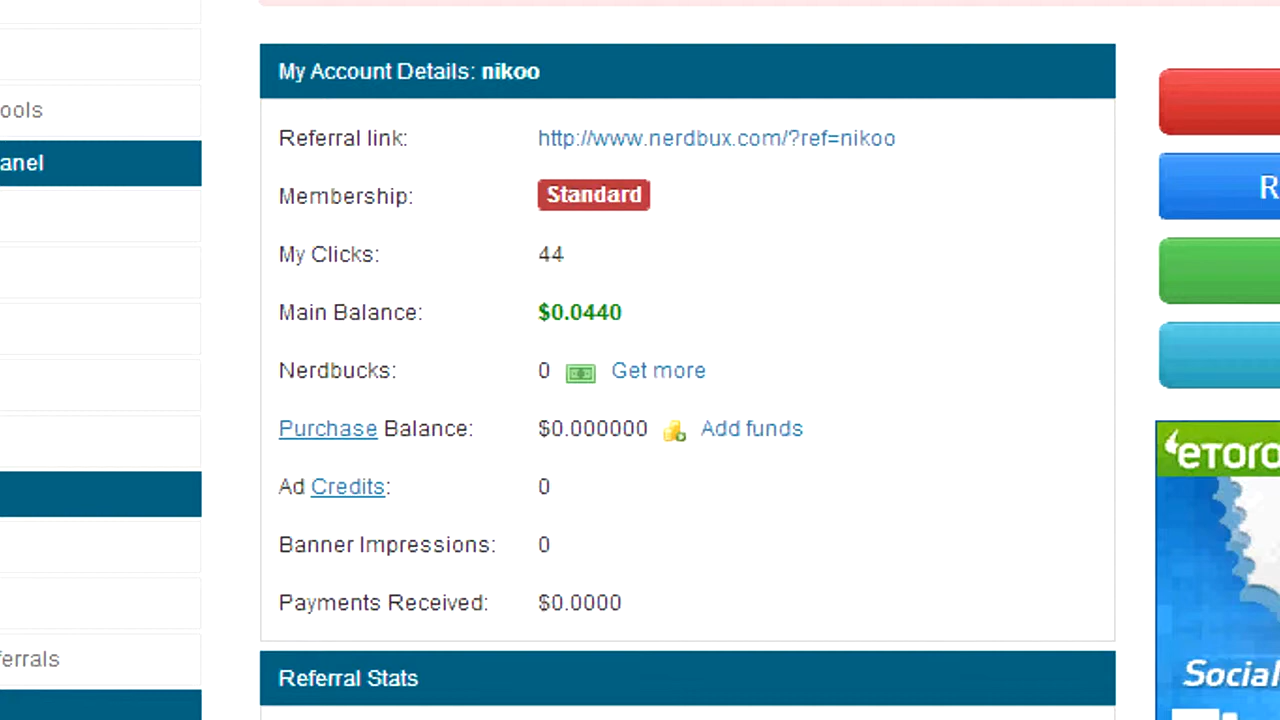 My Account Details: nikoo
Referral link: http://www.nerdbux.com/?ref=nikoo
Membership: Standard
My Clicks: 44
Main Balance: $0.0440
Nerdbucks: 0 Get more
Purchase Balance: $0.000000 Add funds
Ad Credits: 0
Banner Impressions: 0
Payments Received: $0.0000
Referral Stats
ools
anel
ferrals
R
eToro
Social